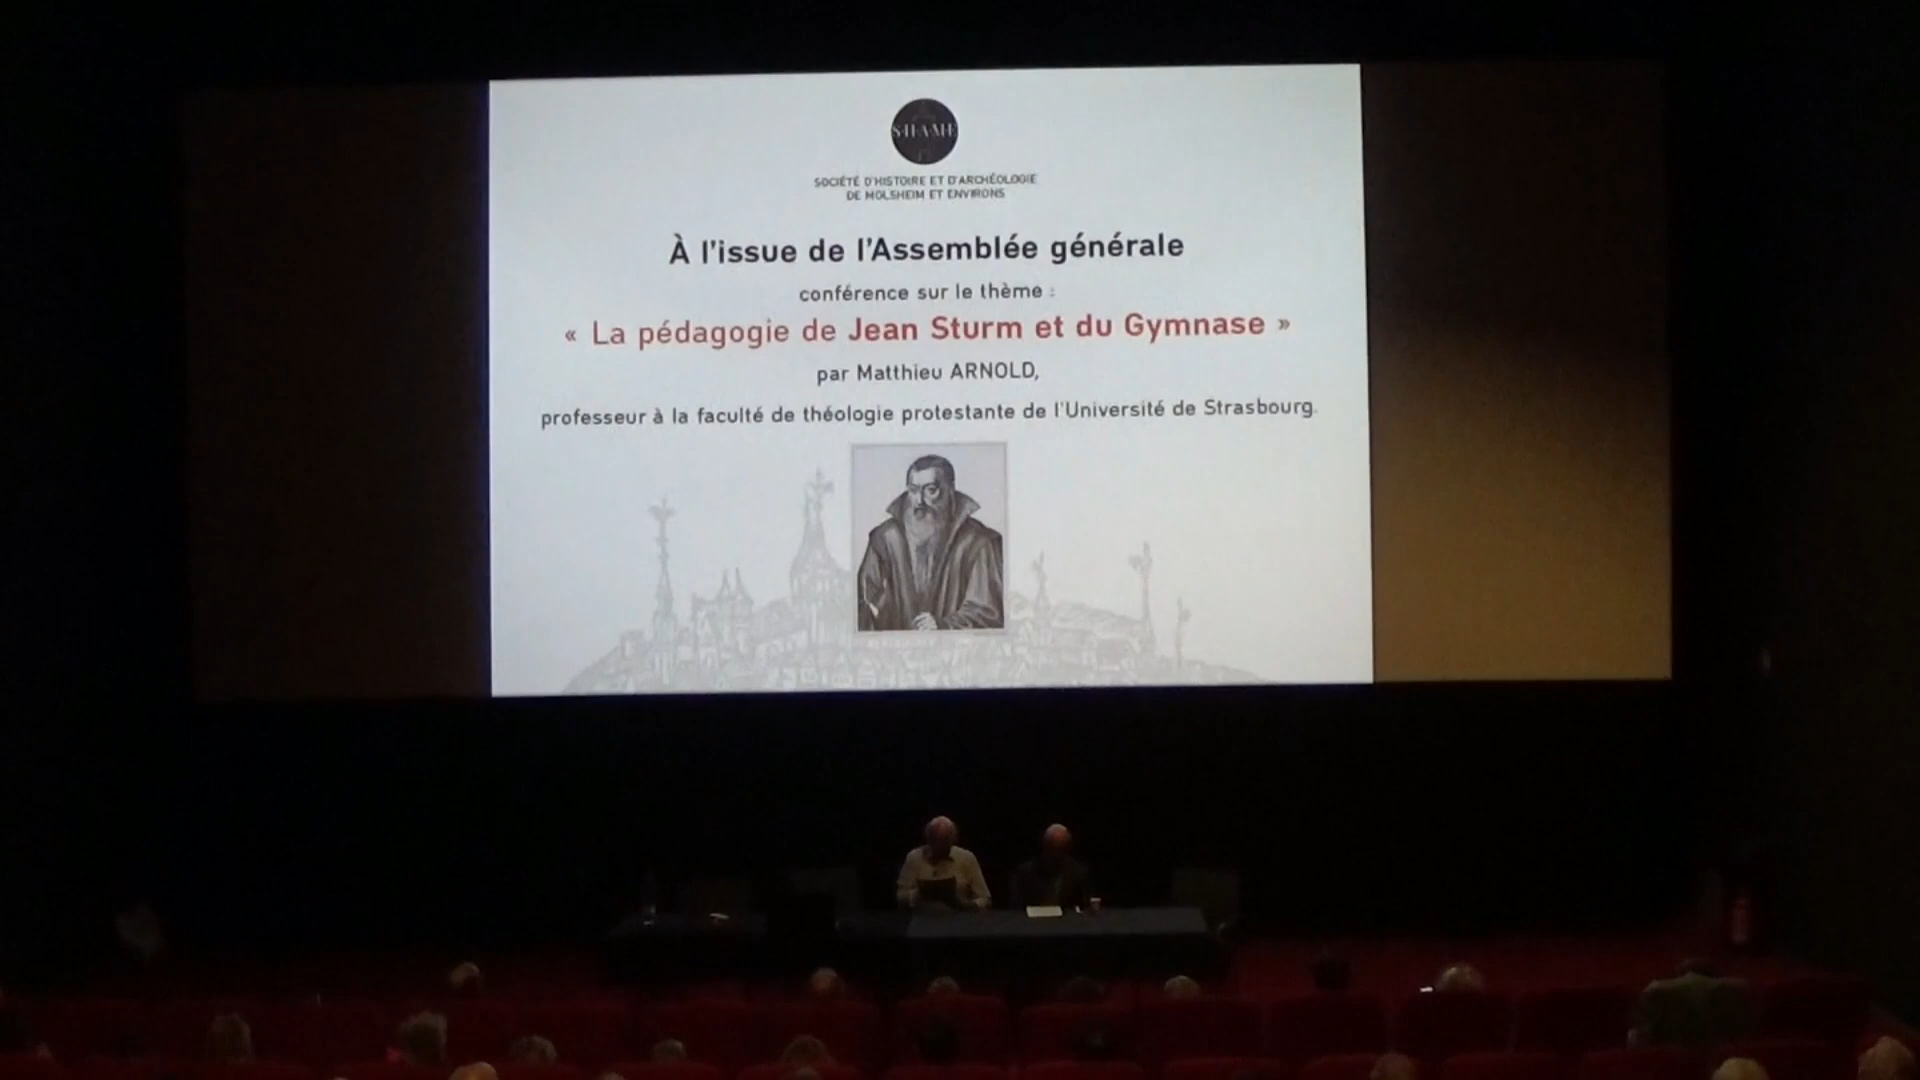 SHAME
SOCIÉTÉ D'HISTOIRE ET D'ARCHÉOLOGIE
DE MOLSHEIM ET ENVIRONS
À l'issue de l'Assemblée générale
conférence sur le thème :
« La pédagogie de Jean Sturm et du Gymnase »
par Matthieu ARNOLD,
professeur à la faculté de théologie protestante de l'Université de Strasbourg.